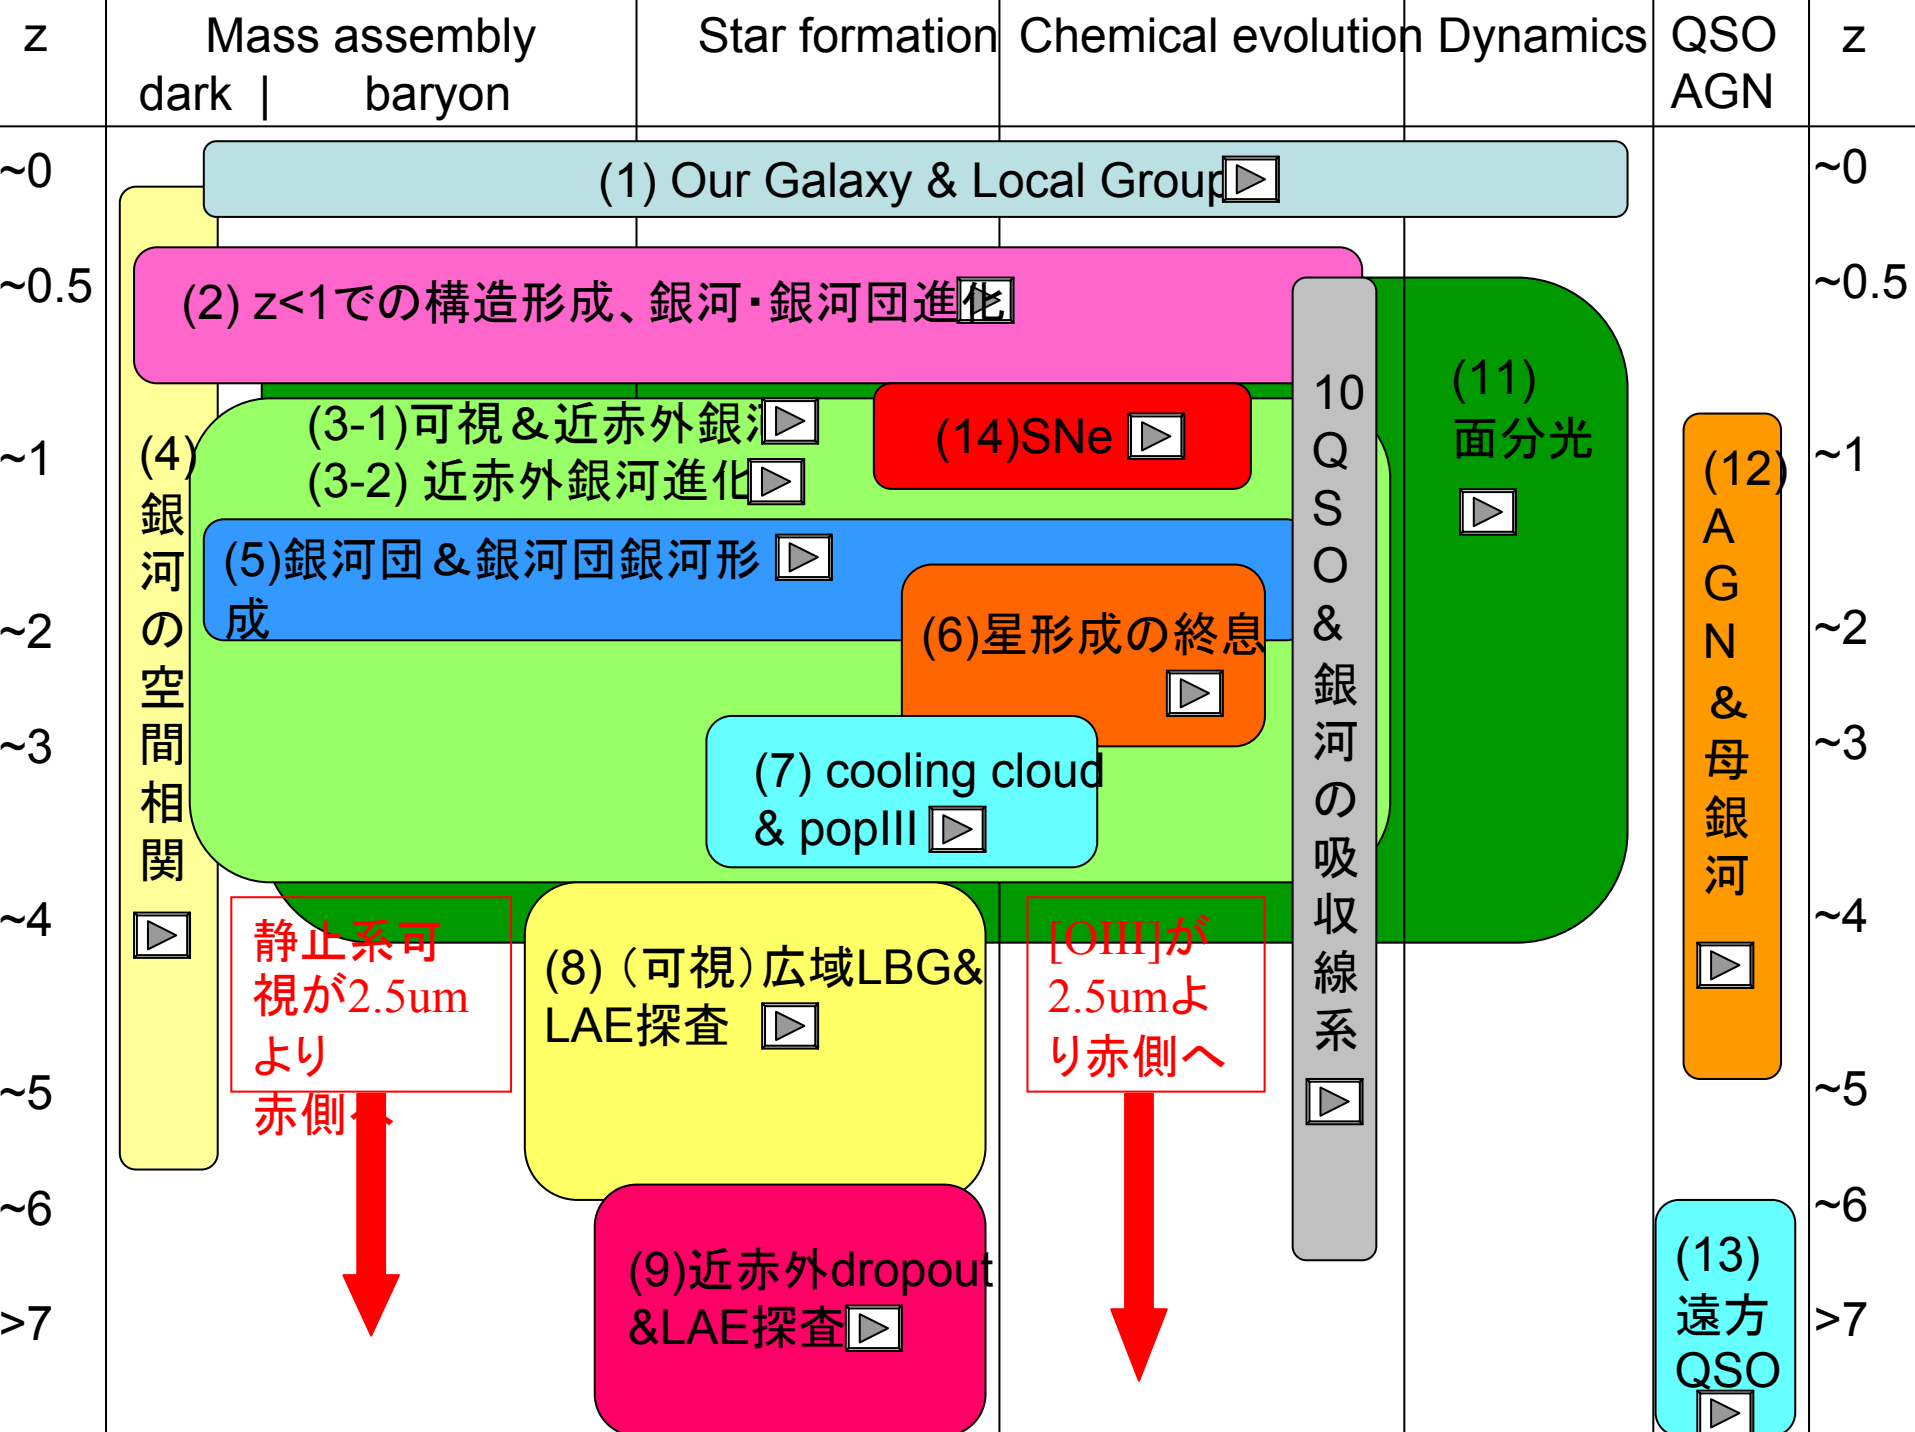 z
Mass assembly
Star formation
Chemical evolution
Dynamics
QSO
z
dark |
baryon
AGN
~0
(1) Our Galaxy & Local Group
~0
~0.5
(2) z<1での構造形成、銀河・銀河団進化
~0.5
(3-1)可視＆近赤外銀河
(3-2) 近赤外銀河進化
(14)SNe
(11)
面分光
~1
~1
(4)
銀
河
の
空
間
相
関
(5)銀河団＆銀河団銀河形
成
(6)星形成の終息
~2
~2
(7) cooling cloud
& popIII
~3
~3
10
Q
S
O
&
銀
河
の
吸
収
線
系
(12)
A
G
N
&
母
銀
河
~4
~4
静止系可
視が2.5um
より
赤側へ
(8)（可視）広域LBG&
LAE探査
[OIII]が
2.5umよ
り赤側へ
~5
~5
~6
~6
(9)近赤外dropout
&LAE探査
(13)
遠方
QSO
>7
>7